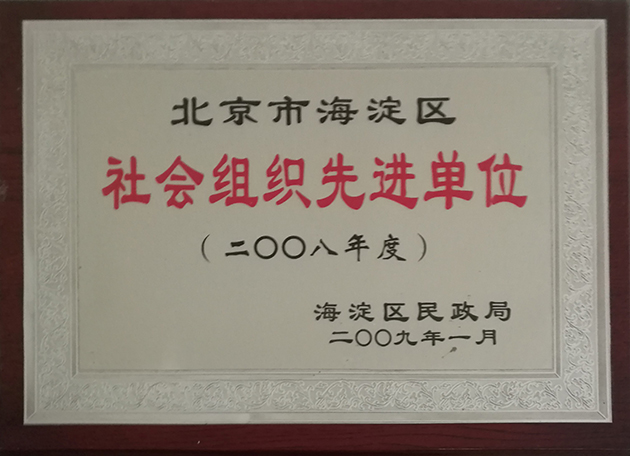 北京市海淀区
社会组织先进单位
（二〇〇八年度）
海淀区民政局
二〇〇九年一月